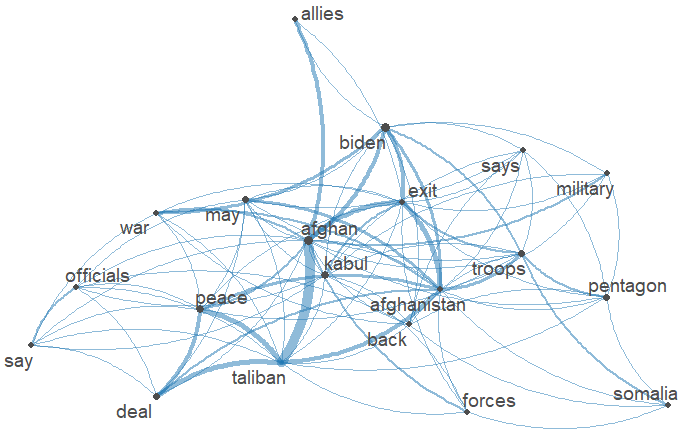 allies
biden
says
military
exit
may
war
afghan
kabul
troops
officials
peace
afghanistan
pentagon
back
say
taliban
deal
forces
somalia